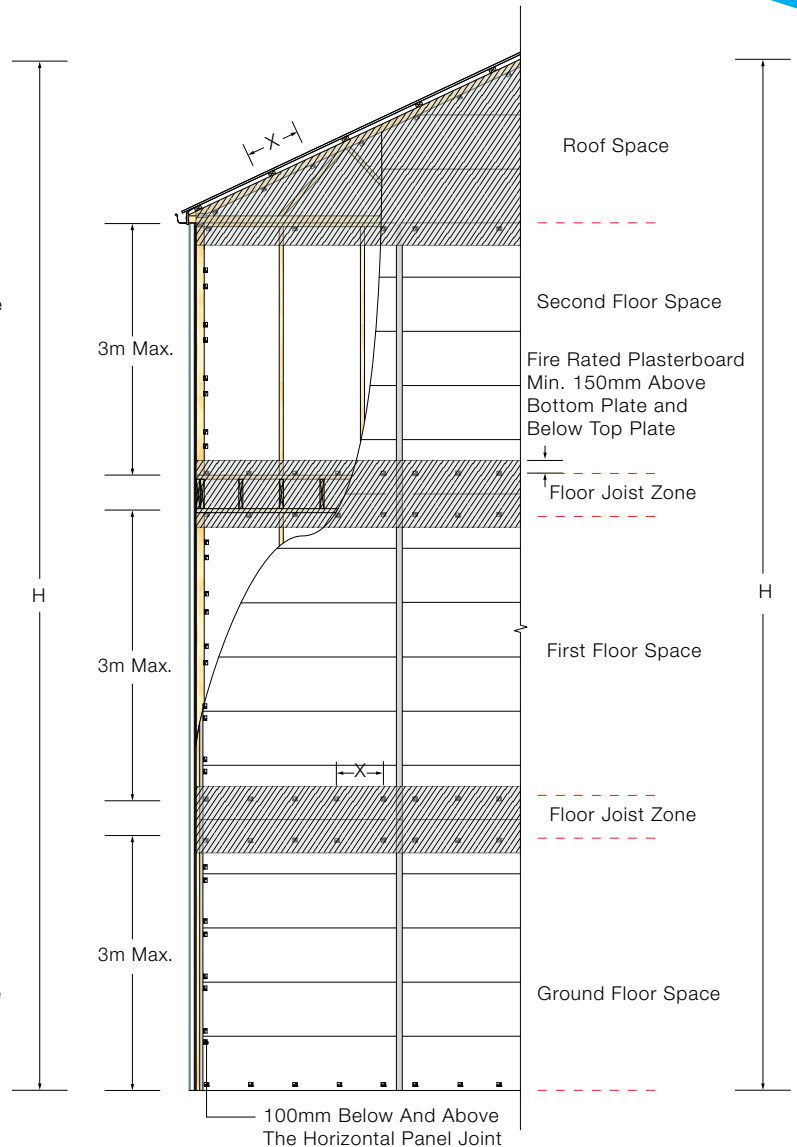 Roof Space
X
Second Floor Space
3m Max.
Fire Rated Plasterboard
Min. 150mm Above
Bottom Plate and
Below Top Plate
Floor Joist Zone
H
H
First Floor Space
3m Max.
X
Floor Joist Zone
3m Max.
Ground Floor Space
100mm Below And Above
The Horizontal Panel Joint